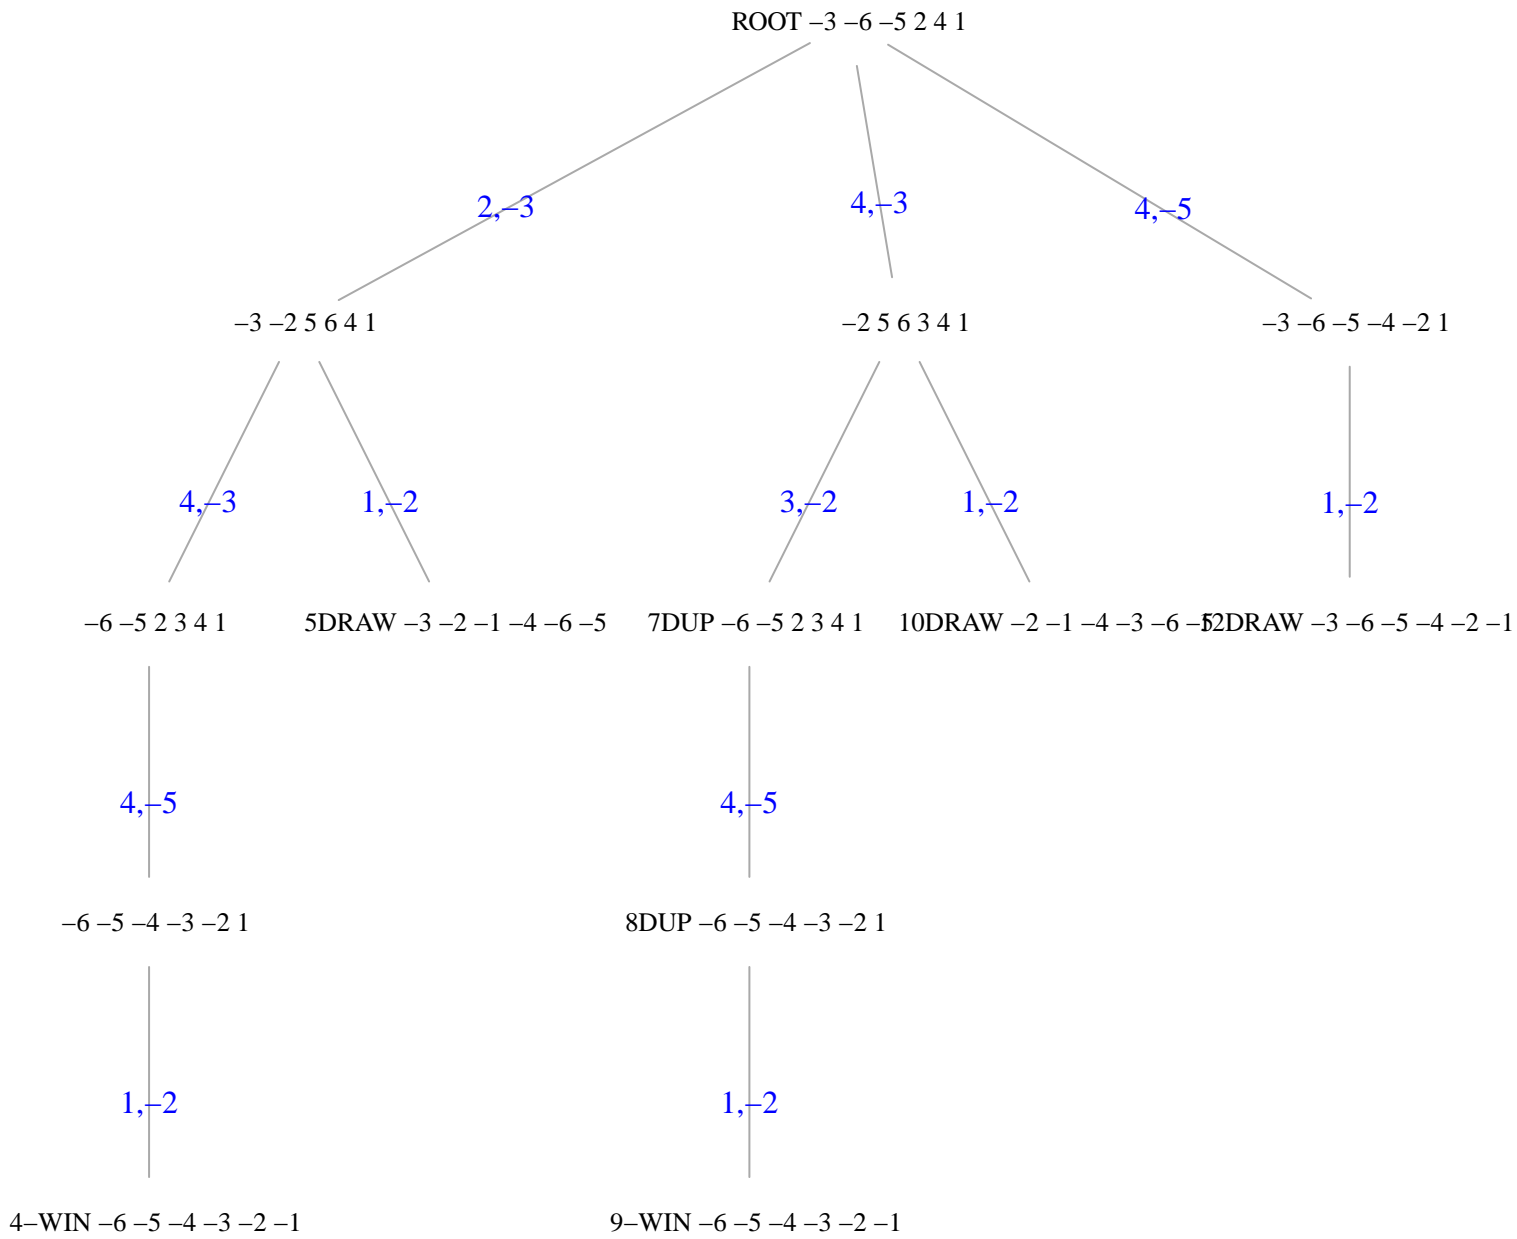 ROOT –3 –6 –5 2 4 1
2,–3
4,–3
4,–5
–3 –2 5 6 4 1
–2 5 6 3 4 1
–3 –6 –5 –4 –2 1
4,–3
1,–2
3,–2
1,–2
1,–2
–6 –5 2 3 4 1
5DRAW –3 –2 –1 –4 –6 –5
7DUP –6 –5 2 3 4 1
10DRAW –2 –1 –4 –3 –6 –5
12DRAW –3 –6 –5 –4 –2 –1
4,–5
4,–5
–6 –5 –4 –3 –2 1
8DUP –6 –5 –4 –3 –2 1
1,–2
1,–2
4–WIN –6 –5 –4 –3 –2 –1
9–WIN –6 –5 –4 –3 –2 –1